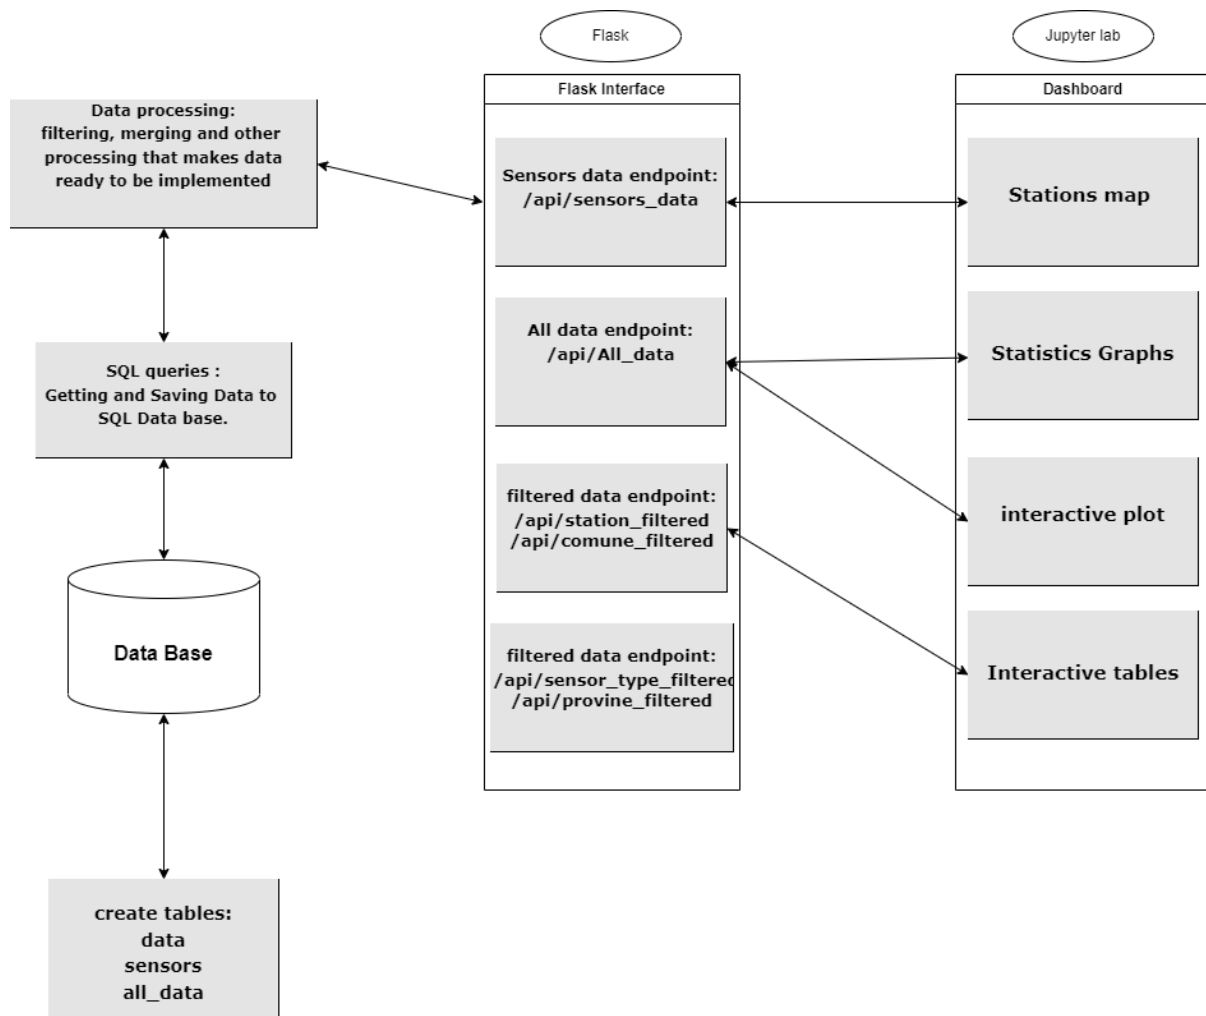 Flask
Jupyter lab
Flask Interface
Dashboard
Data processing:
filtering, merging and other
processing that makes data
ready to be implemented
Sensors data endpoint:
/api/sensors_data
Stations map
All data endpoint:
/api/All_data
Statistics Graphs
SQL queries :
Getting and Saving Data to
SQL Data base.
filtered data endpoint:
/api/station_filtered
/api/comune_filtered
interactive plot
Data Base
filtered data endpoint:
/api/sensor_type_filtered
/api/provine_filtered
Interactive tables
create tables:
data
sensors
all_data